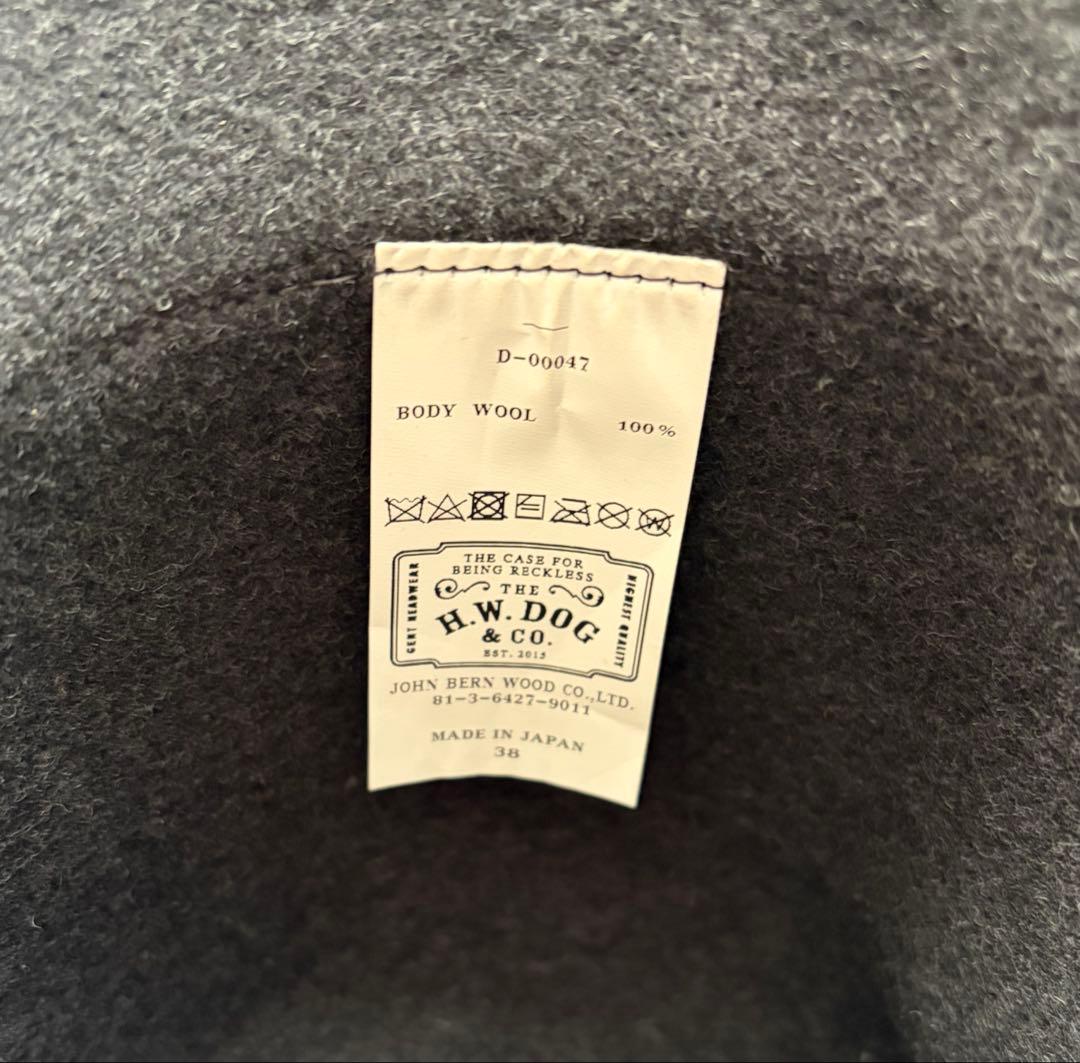 D-00047
BODY WOOL 100%
THE CASE FOR
BEING RECKLESS
GENT HEADWEAR
THE
H.W. DOG
& CO.
EST. 2015
HIGHEST QUALITY
JOHN BERN WOOD CO.,LTD.
81-3-6427-9011
MADE IN JAPAN
38